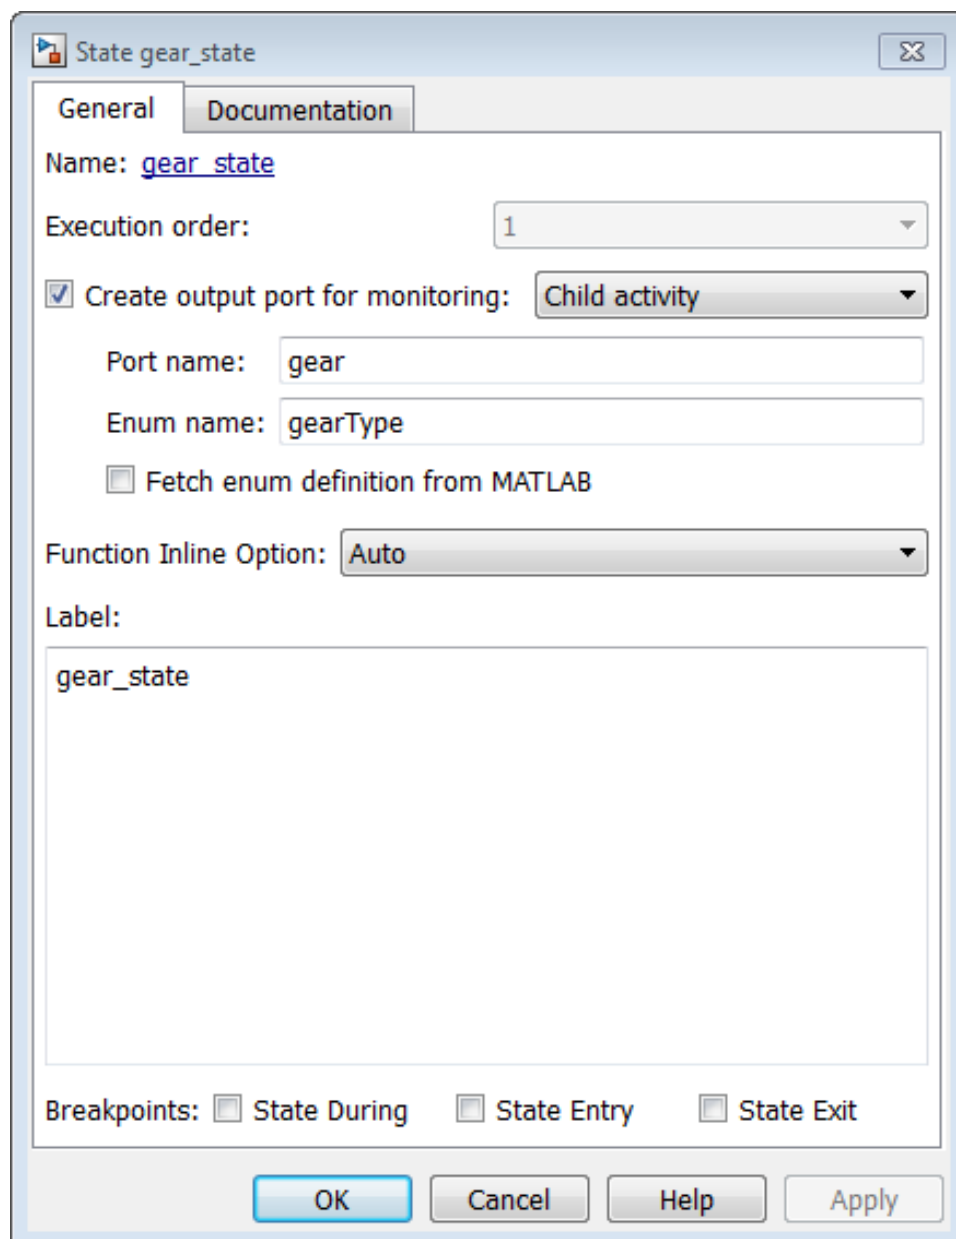 State gear_state
General Documentation
Name: gear_state
Execution order: 1
Create output port for monitoring: Child activity
Port name: gear
Enum name: gearType
Fetch enum definition from MATLAB
Function Inline Option: Auto
Label:
gear_state
Breakpoints: State During State Entry State Exit
OK Cancel Help Apply